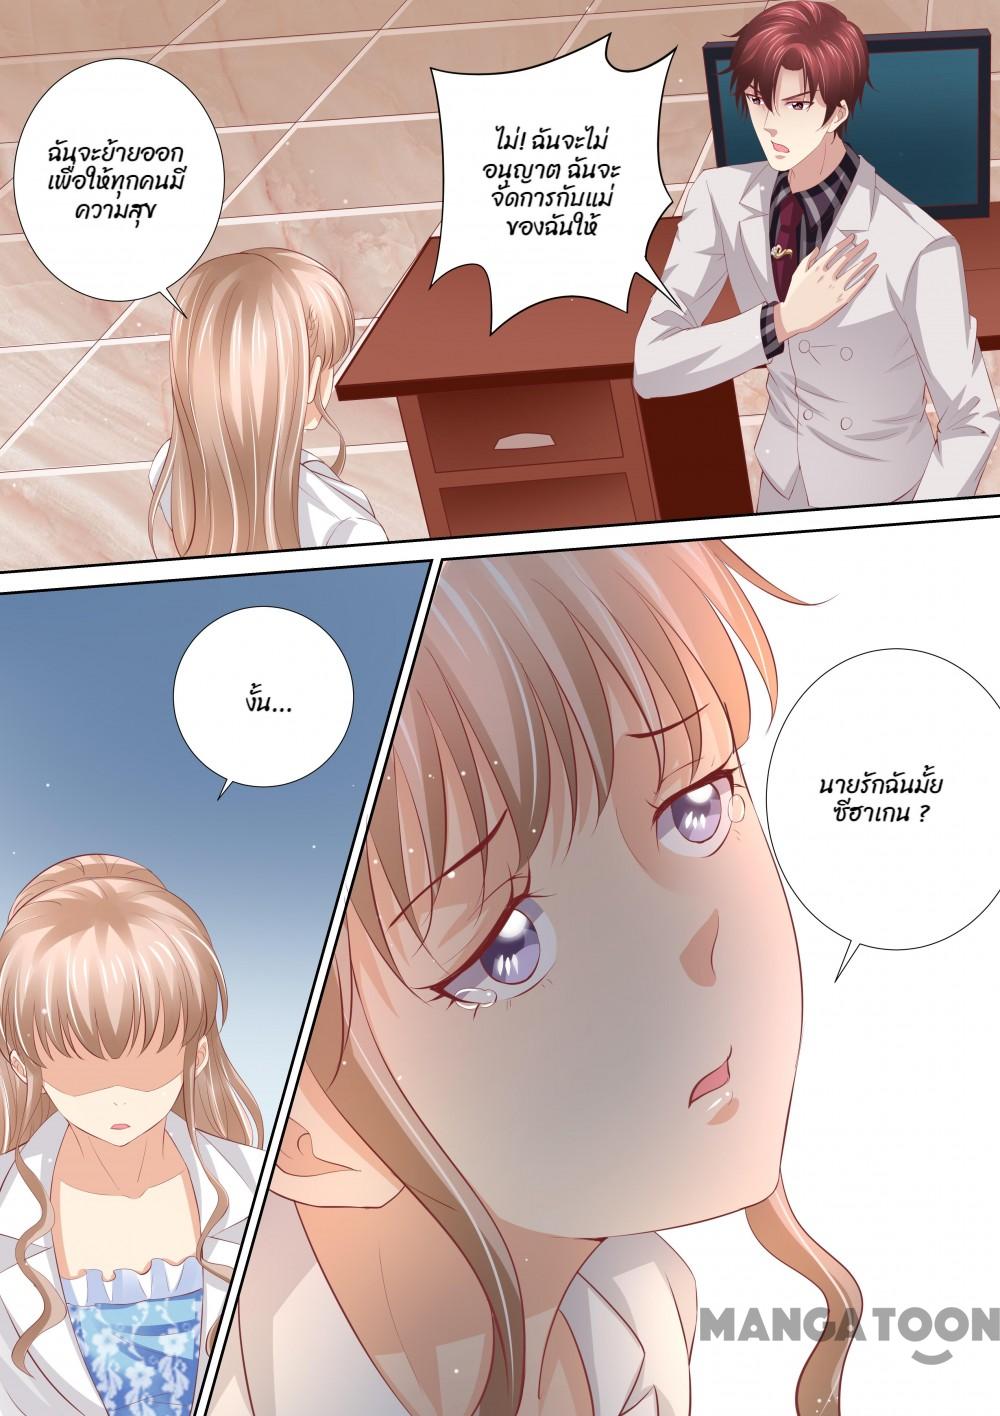 ฉันจะย้ายออก
เพื่อให้ทุกคนมี
ความสุข
ไม่! ฉันจะไม่
อนุญาต ฉันจะ
จัดการกับแม่
ของฉันให้
งั้น...
นายรักฉันมั้ย
ซีฮาเกน ?
MANGA TOON